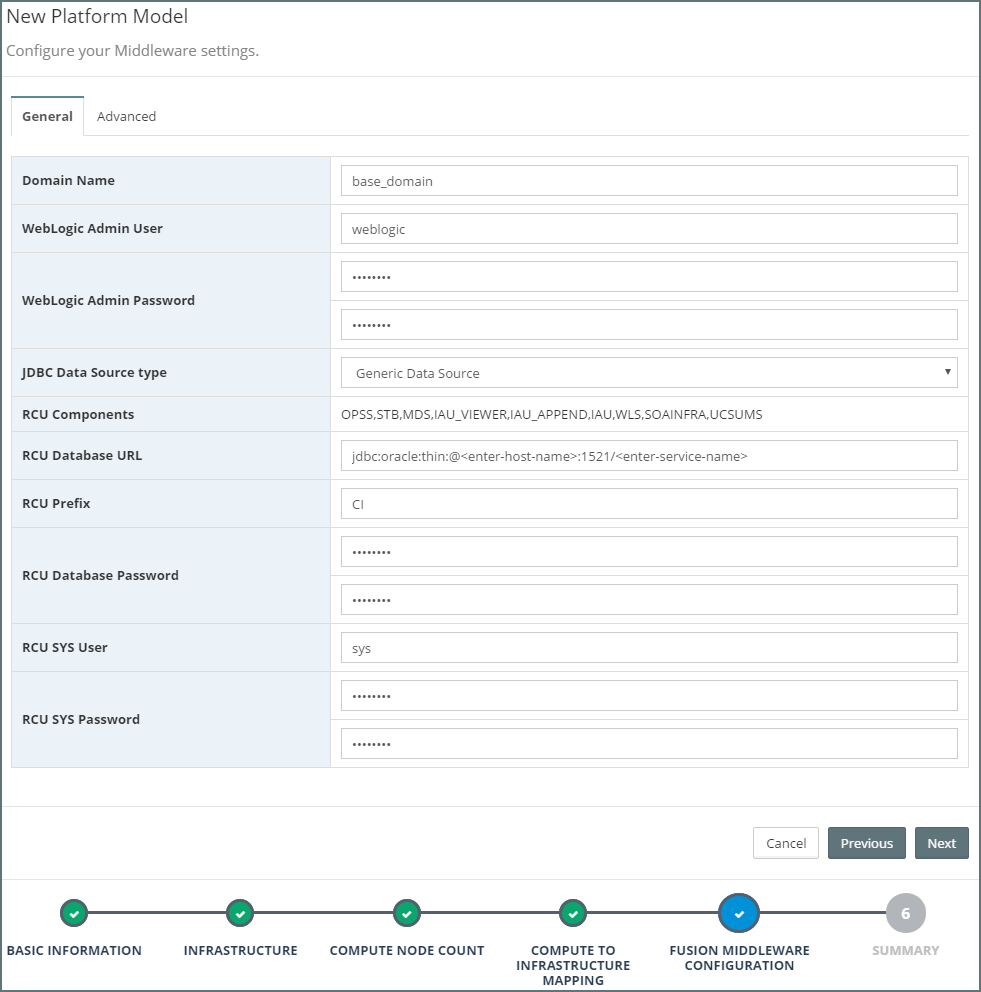 New Platform Model
Configure your Middleware settings.
General Advanced
Domain Name base_domain
WebLogic Admin User weblogic
••••••••
WebLogic Admin Password
••••••••
JDBC Data Source type Generic Data Source
RCU Components OPSS,STB,MDS,IAU_VIEWER,IAU_APPEND,IAU,WLS,SOAINFRA,UCSUMS
RCU Database URL jdbc:oracle:thin:@<enter-host-name>:1521/<enter-service-name>
RCU Prefix CI
••••••••
RCU Database Password
••••••••
RCU SYS User sys
••••••••
RCU SYS Password
••••••••
Cancel Previous Next
6
BASIC INFORMATION INFRASTRUCTURE COMPUTE NODE COUNT COMPUTE TO FUSION MIDDLEWARE SUMMARY
INFRASTRUCTURE CONFIGURATION
MAPPING